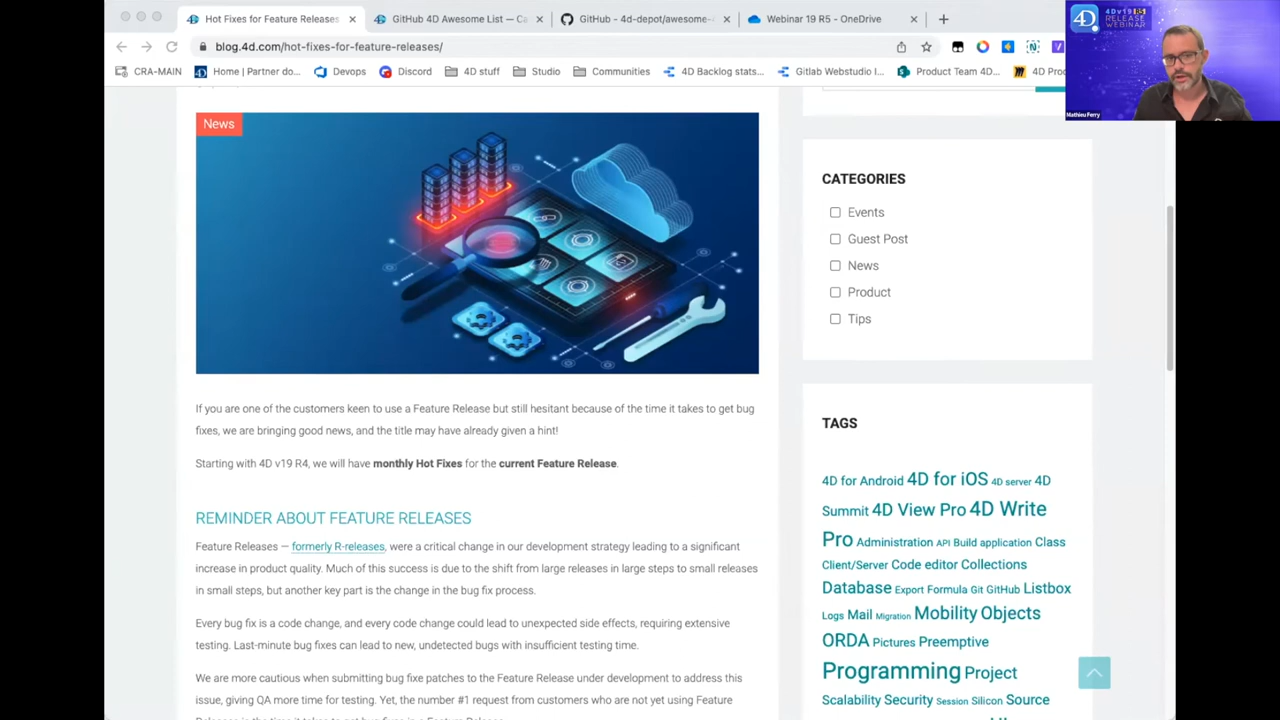 Hot Fixes for Feature Releases
GitHub 4D Awesome List — Ca
GitHub - 4d-depot/awesome-
Webinar 19 R5 - OneDrive
blog.4d.com/hot-fixes-for-feature-releases/
CRA-MAIN
Home | Partner do...
Devops
Discord
4D stuff
Studio
Communities
4D Backlog stats...
Gitlab Webstudio I...
Product Team 4D...
4D Proc
4Dv19 R5
RELEASE
WEBINAR
Mathieu Ferry
News
If you are one of the customers keen to use a Feature Release but still hesitant because of the time it takes to get bug
fixes, we are bringing good news, and the title may have already given a hint!
Starting with 4D v19 R4, we will have monthly Hot Fixes for the current Feature Release.
REMINDER ABOUT FEATURE RELEASES
Feature Releases — formerly R-releases, were a critical change in our development strategy leading to a significant
increase in product quality. Much of this success is due to the shift from large releases in large steps to small releases
in small steps, but another key part is the change in the bug fix process.
Every bug fix is a code change, and every code change could lead to unexpected side effects, requiring extensive
testing. Last-minute bug fixes can lead to new, undetected bugs with insufficient testing time.
We are more cautious when submitting bug fix patches to the Feature Release under development to address this
issue, giving QA more time for testing. Yet, the number #1 request from customers who are not yet using Feature
CATEGORIES
Events
Guest Post
News
Product
Tips
TAGS
4D for Android 4D for iOS 4D server 4D
Summit 4D View Pro 4D Write
Pro Administration API Build application Class
Client/Server Code editor Collections
Database Export Formula Git GitHub Listbox
Logs Mail Migration Mobility Objects
ORDA Pictures Preemptive
Programming Project
Scalability Security Session Silicon Source